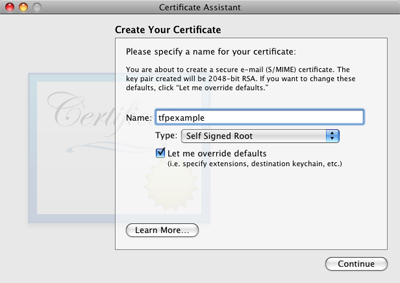 Certificate Assistant
Create Your Certificate
Please specify a name for your certificate:
You are about to create a secure e-mail (S/MIME) certificate. The
key pair created will be 2048-bit RSA. If you want to change these
defaults, click "Let me override defaults."
Name: tfpexample
Type: Self Signed Root
Let me override defaults
(i.e. specify extensions, destination keychain, etc.)
Learn More...
Continue